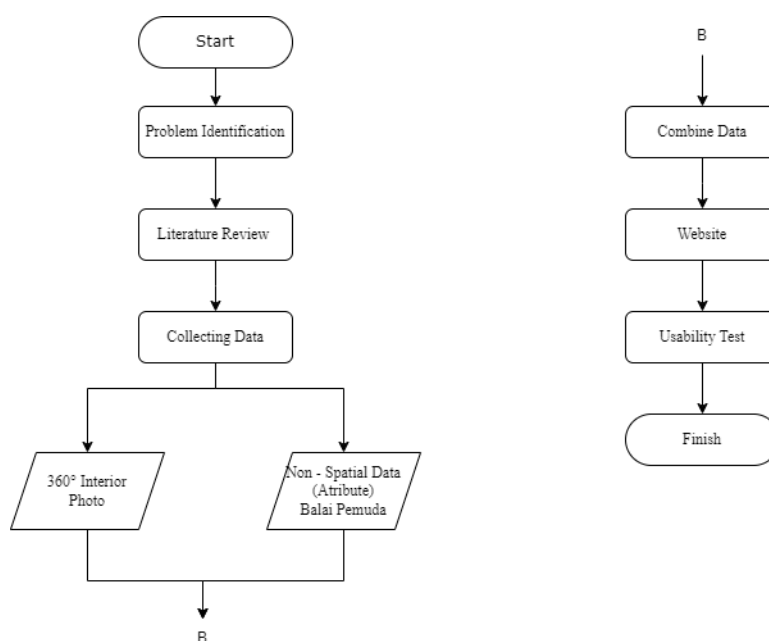 Start
Problem Identification
Literature Review
Collecting Data
360° Interior
Photo
Non - Spatial Data
(Atribute)
Balai Pemuda
B
B
Combine Data
Website
Usability Test
Finish